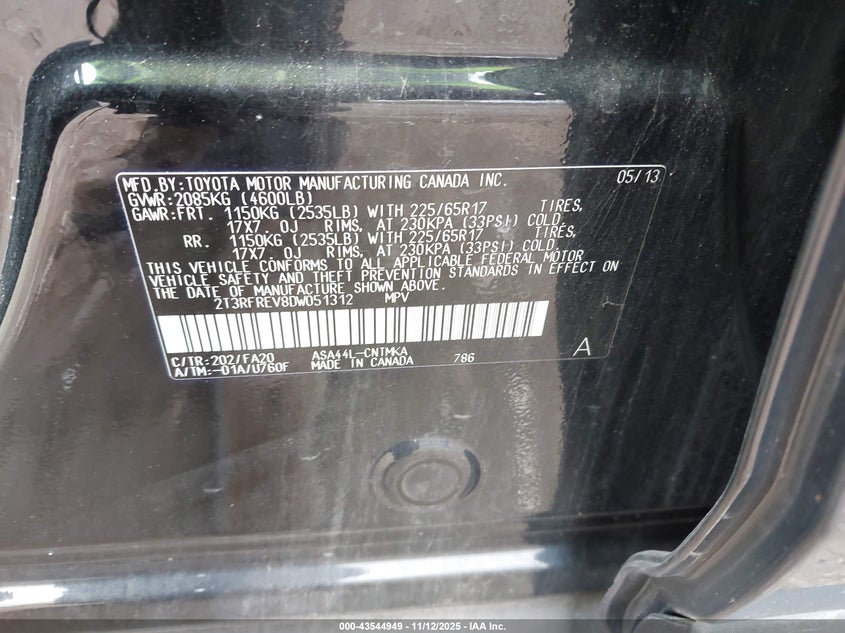 MFD. BY: TOYOTA MOTOR MANUFACTURING CANADA INC. 05/13
GVWR: 2085KG (4600LB)
GAWR: FRT. 1150KG (2535LB) WITH 225/65R17 TIRES,
17X7.0J RIMS, AT 230KPA (33PSI) COLD.
RR. 1150KG (2535LB) WITH 225/65R17 TIRES,
17X7.0J RIMS, AT 230KPA (33PSI) COLD.
THIS VEHICLE CONFORMS TO ALL APPLICABLE FEDERAL MOTOR
VEHICLE SAFETY AND THEFT PREVENTION STANDARDS IN EFFECT ON
THE DATE OF MANUFACTURE SHOWN ABOVE.
2T3RFREV8DW051312 MPV
C/TR: 202/FA20 ASA44L-CNTMKA 786 A
A/TM: -01A/U760F MADE IN CANADA
000-43544949 - 11/12/2025 - IAA Inc.